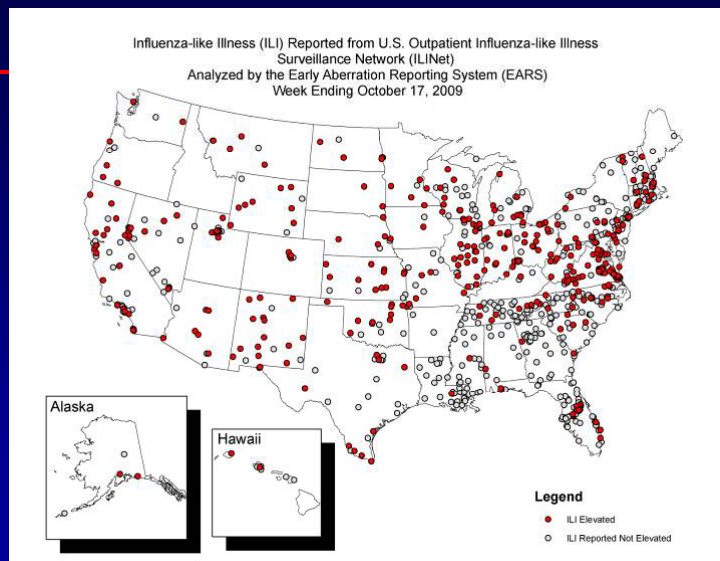 Influenza-like Illness (ILI) Reported from U.S. Outpatient Influenza-like Illness
Surveillance Network (ILINet)
Analyzed by the Early Aberration Reporting System (EARS)
Week Ending October 17, 2009
Alaska
Hawaii
Legend
ILI Elevated
ILI Reported Not Elevated